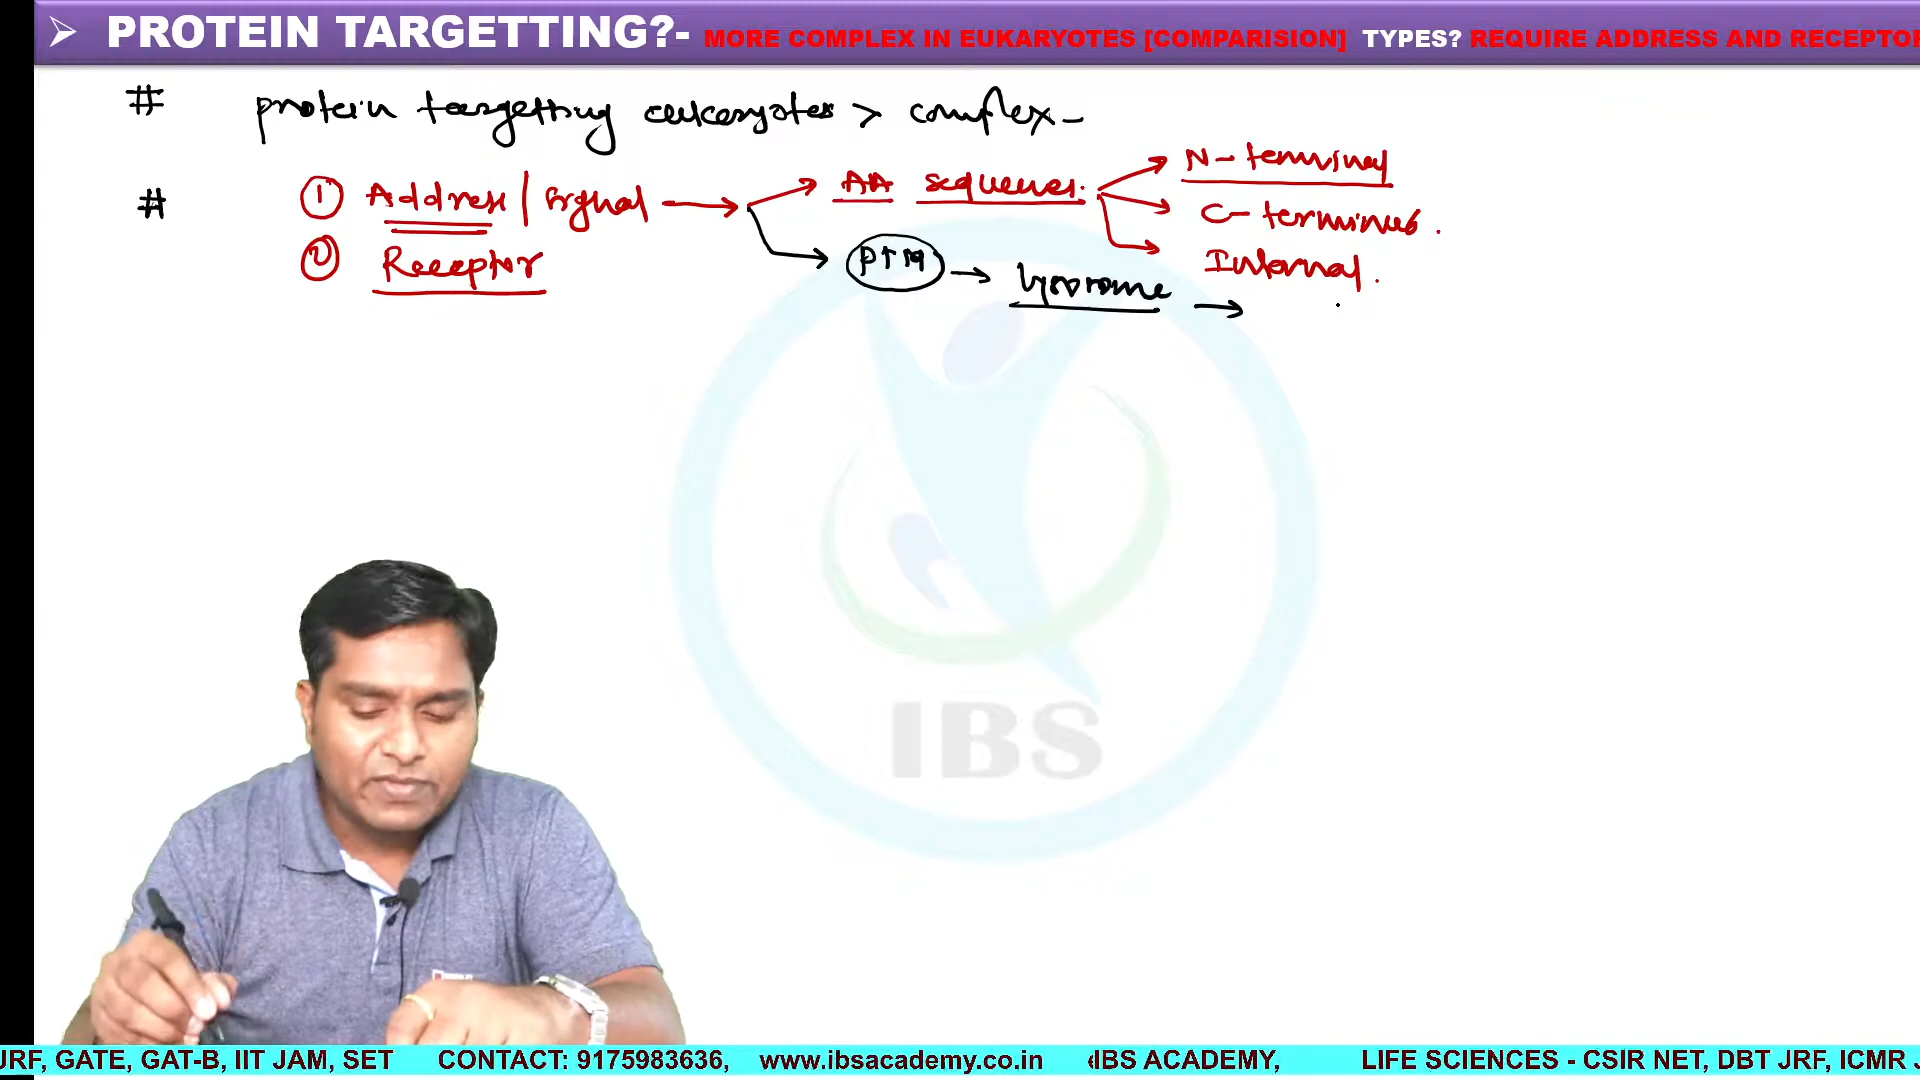 ➢ PROTEIN TARGETTING?- MORE COMPLEX IN EUKARYOTES [COMPARISION] TYPES? REQUIRE ADDRESS AND RECEPTOR
# protein targetting eukaryotes > complex -
# ① Address | Signal → AA sequences. → N-terminal
C-terminus.
Internal.
② Receptor
PTM → lysosome →
IBS
JRF, GATE, GAT-B, IIT JAM, SET CONTACT: 9175983636, www.ibsacademy.co.in IBS ACADEMY, LIFE SCIENCES - CSIR NET, DBT JRF, ICMR J